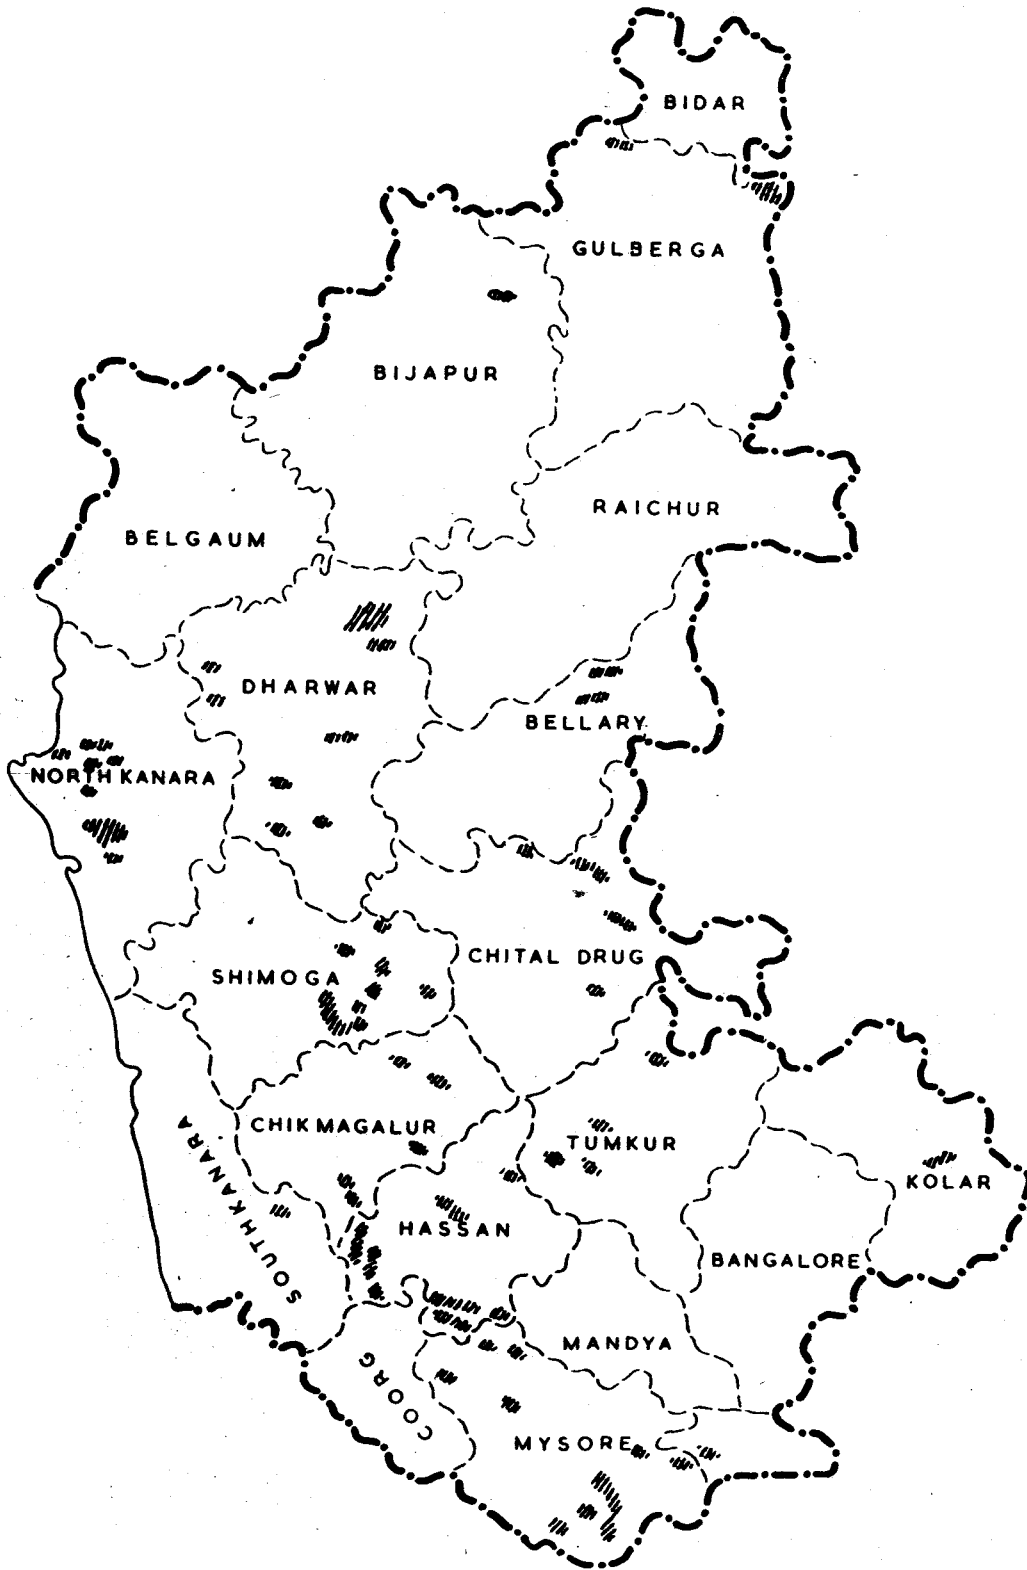 BIDAR
GULBERGA
BIJAPUR
RAICHUR
BELGAUM
DHARWAR
BELLARY
NORTH KANARA
CHITAL DRUG
SHIMOGA
CHIKMAGALUR
TUMKUR
KOLAR
SOUTH KANARA
HASSAN
BANGALORE
MANDYA
COORG
MYSORE